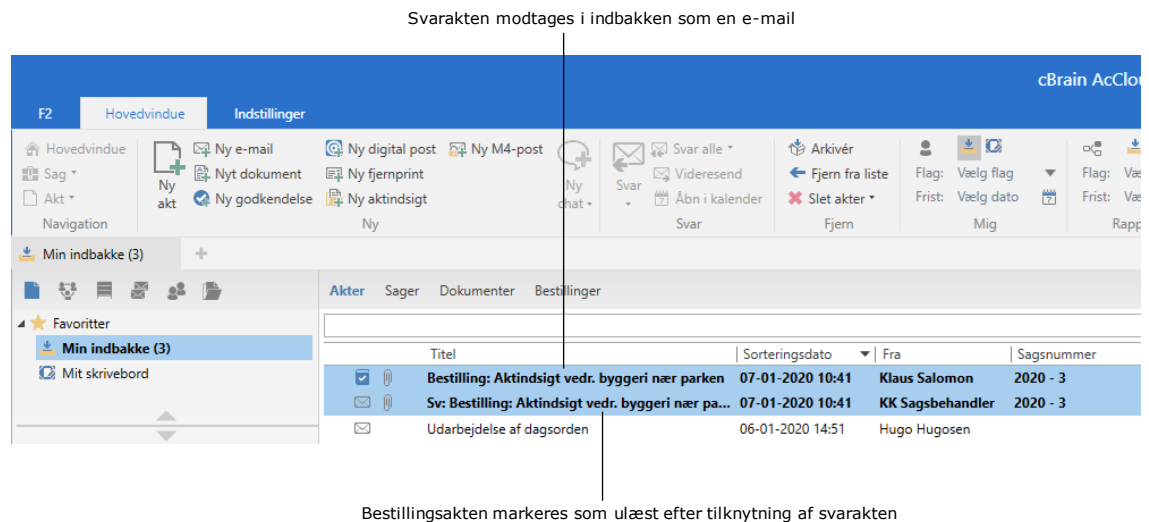 Svarakten modtages i indbakken som en e-mail
cBrain AcClou
F2 Hovedvindue Indstillinger
Hovedvindue
Sag
Akt
Navigation
Ny akt
Ny e-mail
Nyt dokument
Ny godkendelse
Ny digital post
Ny fjernprint
Ny aktindsigt
Ny M4-post
Ny
Ny chat
Svar
Svar alle
Videresend
Åbn i kalender
Svar
Arkivér
Fjern fra liste
Slet akter
Fjern
Flag: Vælg flag
Frist: Vælg dato
Mig
Flag: Væ
Frist: Væ
Rapp
Min indbakke (3) +
Akter Sager Dokumenter Bestillinger
Favoritter
Min indbakke (3)
Mit skrivebord
Titel Sorteringsdato Fra Sagsnummer
Bestilling: Aktindsigt vedr. byggeri nær parken 07-01-2020 10:41 Klaus Salomon 2020 - 3
Sv: Bestilling: Aktindsigt vedr. byggeri nær pa... 07-01-2020 10:41 KK Sagsbehandler 2020 - 3
Udarbejdelse af dagsorden 06-01-2020 14:51 Hugo Hugosen
Bestillingsakten markeres som ulæst efter tilknytning af svarakten